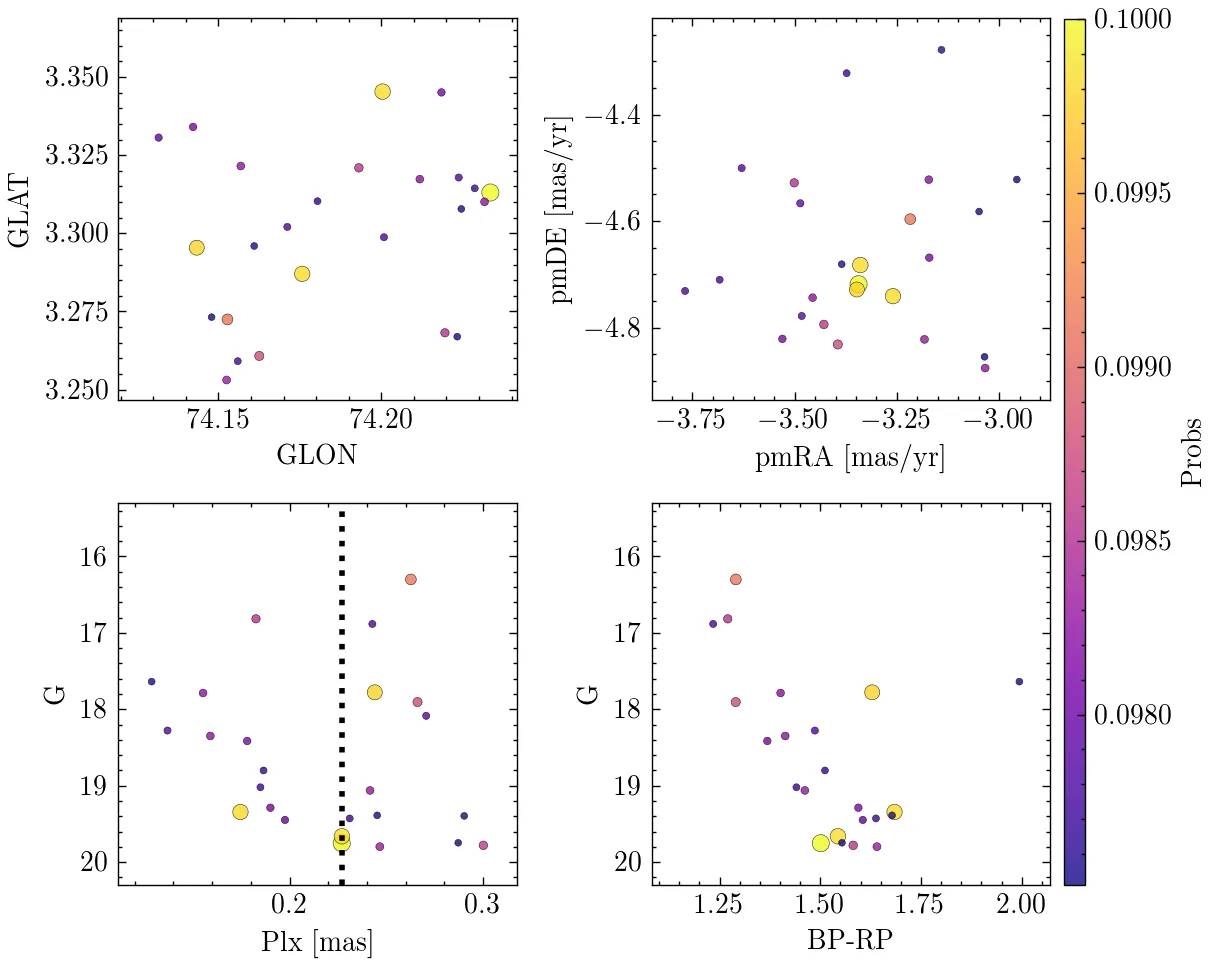 3.350
3.325
3.300
3.275
3.250
GLAT
74.15 74.20
GLON
−4.4
−4.6
−4.8
pmDE [mas/yr]
−3.75 −3.50 −3.25 −3.00
pmRA [mas/yr]
0.1000
0.0995
0.0990
0.0985
0.0980
Probs
16
17
18
19
20
G
0.2 0.3
Plx [mas]
16
17
18
19
20
G
1.25 1.50 1.75 2.00
BP-RP